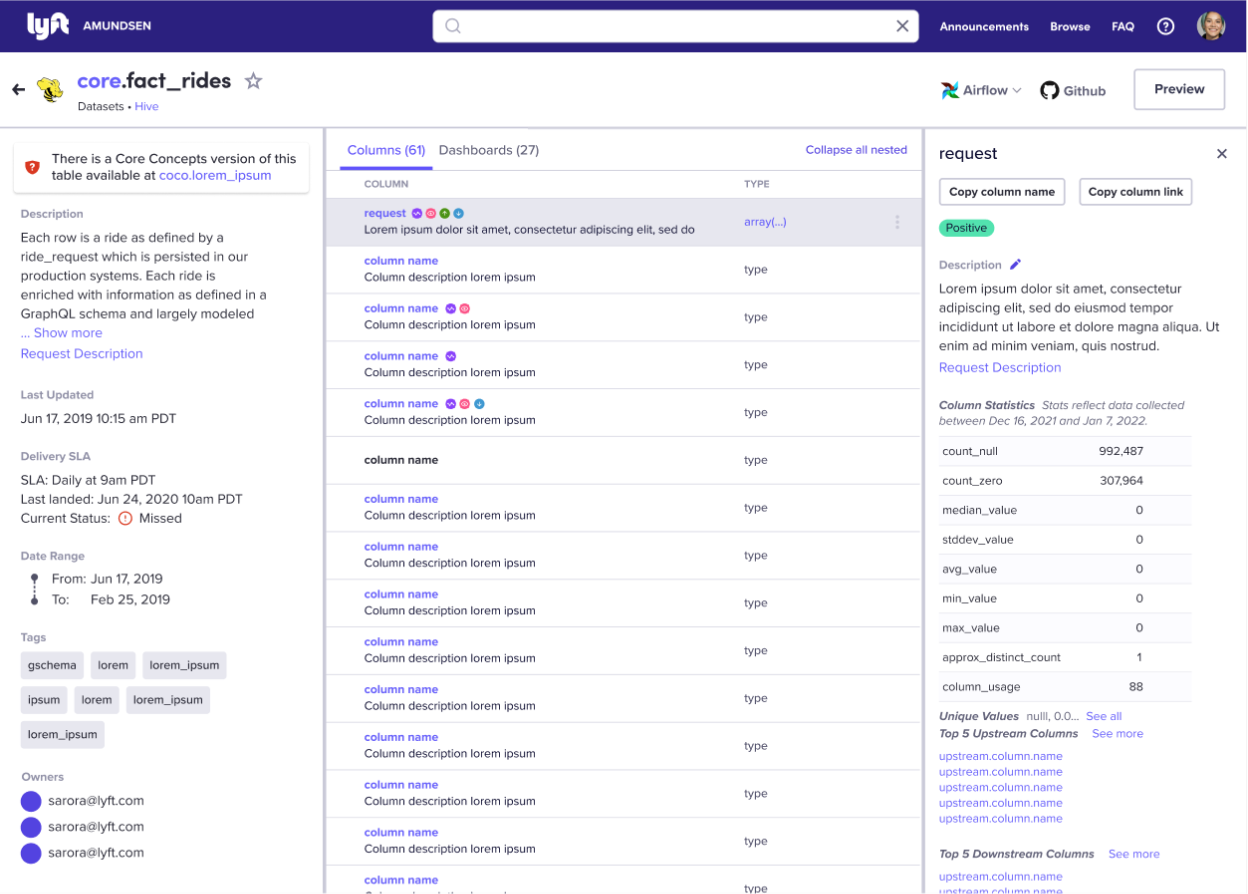 lyft AMUNDSEN
Announcements Browse FAQ
core.fact_rides
Datasets • Hive
Airflow Github Preview
There is a Core Concepts version of this
table available at coco.lorem_ipsum
Description
Each row is a ride as defined by a
ride_request which is persisted in our
production systems. Each ride is
enriched with information as defined in a
GraphQL schema and largely modeled
... Show more
Request Description
Last Updated
Jun 17, 2019 10:15 am PDT
Delivery SLA
SLA: Daily at 9am PDT
Last landed: Jun 24, 2020 10am PDT
Current Status: Missed
Date Range
From: Jun 17, 2019
To: Feb 25, 2019
Tags
gschema lorem lorem_ipsum
ipsum lorem lorem_ipsum
lorem_ipsum
Owners
sarora@lyft.com
sarora@lyft.com
sarora@lyft.com
Columns (61) Dashboards (27) Collapse all nested
COLUMN TYPE
request
Lorem ipsum dolor sit amet, consectetur adipiscing elit, sed do
array(...)
column name
Column description lorem ipsum
type
column name
Column description lorem ipsum
type
column name
Column description lorem ipsum
type
column name
Column description lorem ipsum
type
column name
type
column name
Column description lorem ipsum
type
column name
Column description lorem ipsum
type
column name
Column description lorem ipsum
type
column name
Column description lorem ipsum
type
column name
Column description lorem ipsum
type
column name
Column description lorem ipsum
type
column name
Column description lorem ipsum
type
column name
Column description lorem ipsum
type
column name
type
request
Copy column name Copy column link
Positive
Description
Lorem ipsum dolor sit amet, consectetur
adipiscing elit, sed do eiusmod tempor
incididunt ut labore et dolore magna aliqua. Ut
enim ad minim veniam, quis nostrud.
Request Description
Column Statistics Stats reflect data collected
between Dec 16, 2021 and Jan 7, 2022.
count_null 992,487
count_zero 307,964
median_value 0
stddev_value 0
avg_value 0
min_value 0
max_value 0
approx_distinct_count 1
column_usage 88
Unique Values nulll, 0.0... See all
Top 5 Upstream Columns See more
upstream.column.name
upstream.column.name
upstream.column.name
upstream.column.name
upstream.column.name
Top 5 Downstream Columns See more
upstream.column.name
upstream.column.name